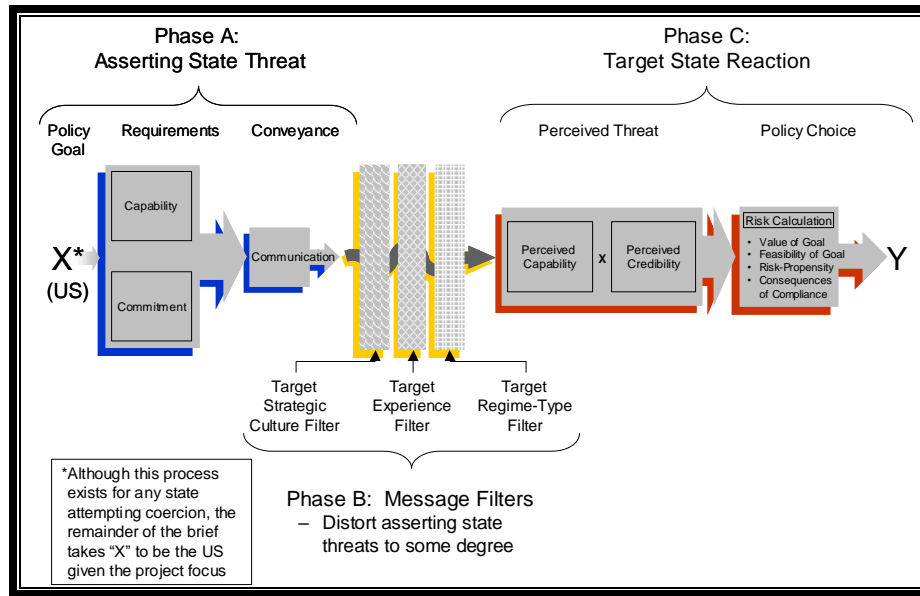 Phase A:
Asserting State Threat
Phase C:
Target State Reaction
Policy
Goal
Requirements
Conveyance
Perceived Threat
Policy Choice
X*
(US)
Capability
Commitment
Communication
Perceived
Capability
x
Perceived
Credibility
Risk Calculation
• Value of Goal
• Feasibility of Goal
• Risk-Propensity
• Consequences
of Compliance
Y
Target
Strategic
Culture Filter
Target
Experience
Filter
Target
Regime-Type
Filter
Phase B: Message Filters
– Distort asserting state
threats to some degree
*Although this process
exists for any state
attempting coercion, the
remainder of the brief
takes “X” to be the US
given the project focus